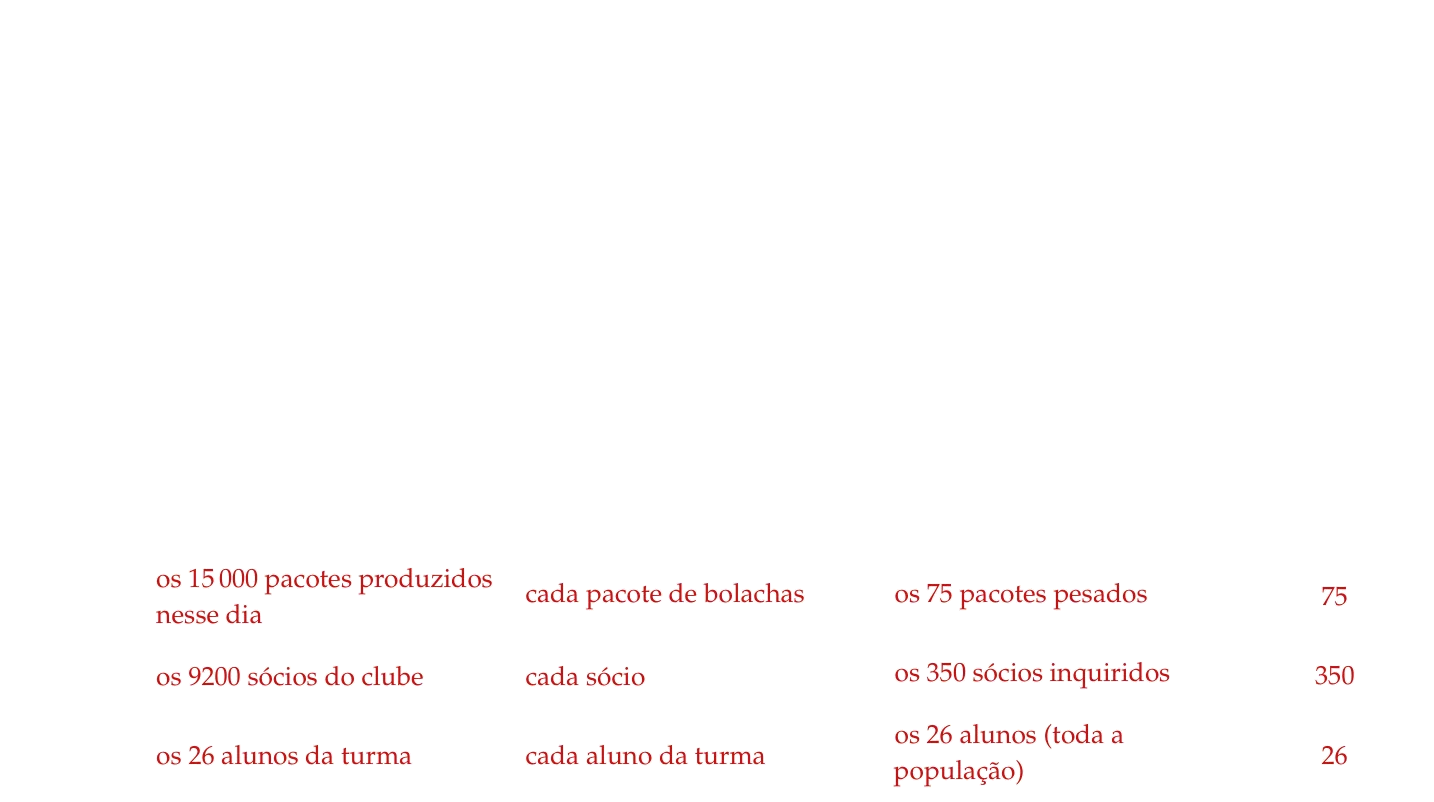 os 15 000 pacotes produzidos
nesse dia
cada pacote de bolachas
os 75 pacotes pesados
75
os 9200 sócios do clube
cada sócio
os 350 sócios inquiridos
350
os 26 alunos da turma
cada aluno da turma
os 26 alunos (toda a
população)
26